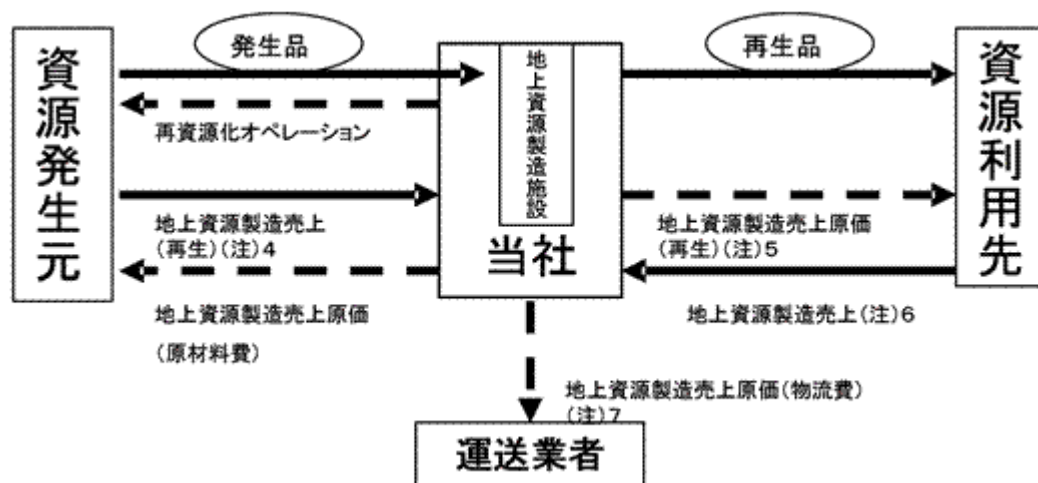 資源発生元
発生品
再資源化オペレーション
地上資源製造売上
(再生)(注)4
地上資源製造売上原価
(原材料費)
地上資源製造施設
当社
再生品
地上資源製造売上原価
(再生)(注)5
地上資源製造売上(注)6
資源利用先
地上資源製造売上原価(物流費)
(注)7
運送業者